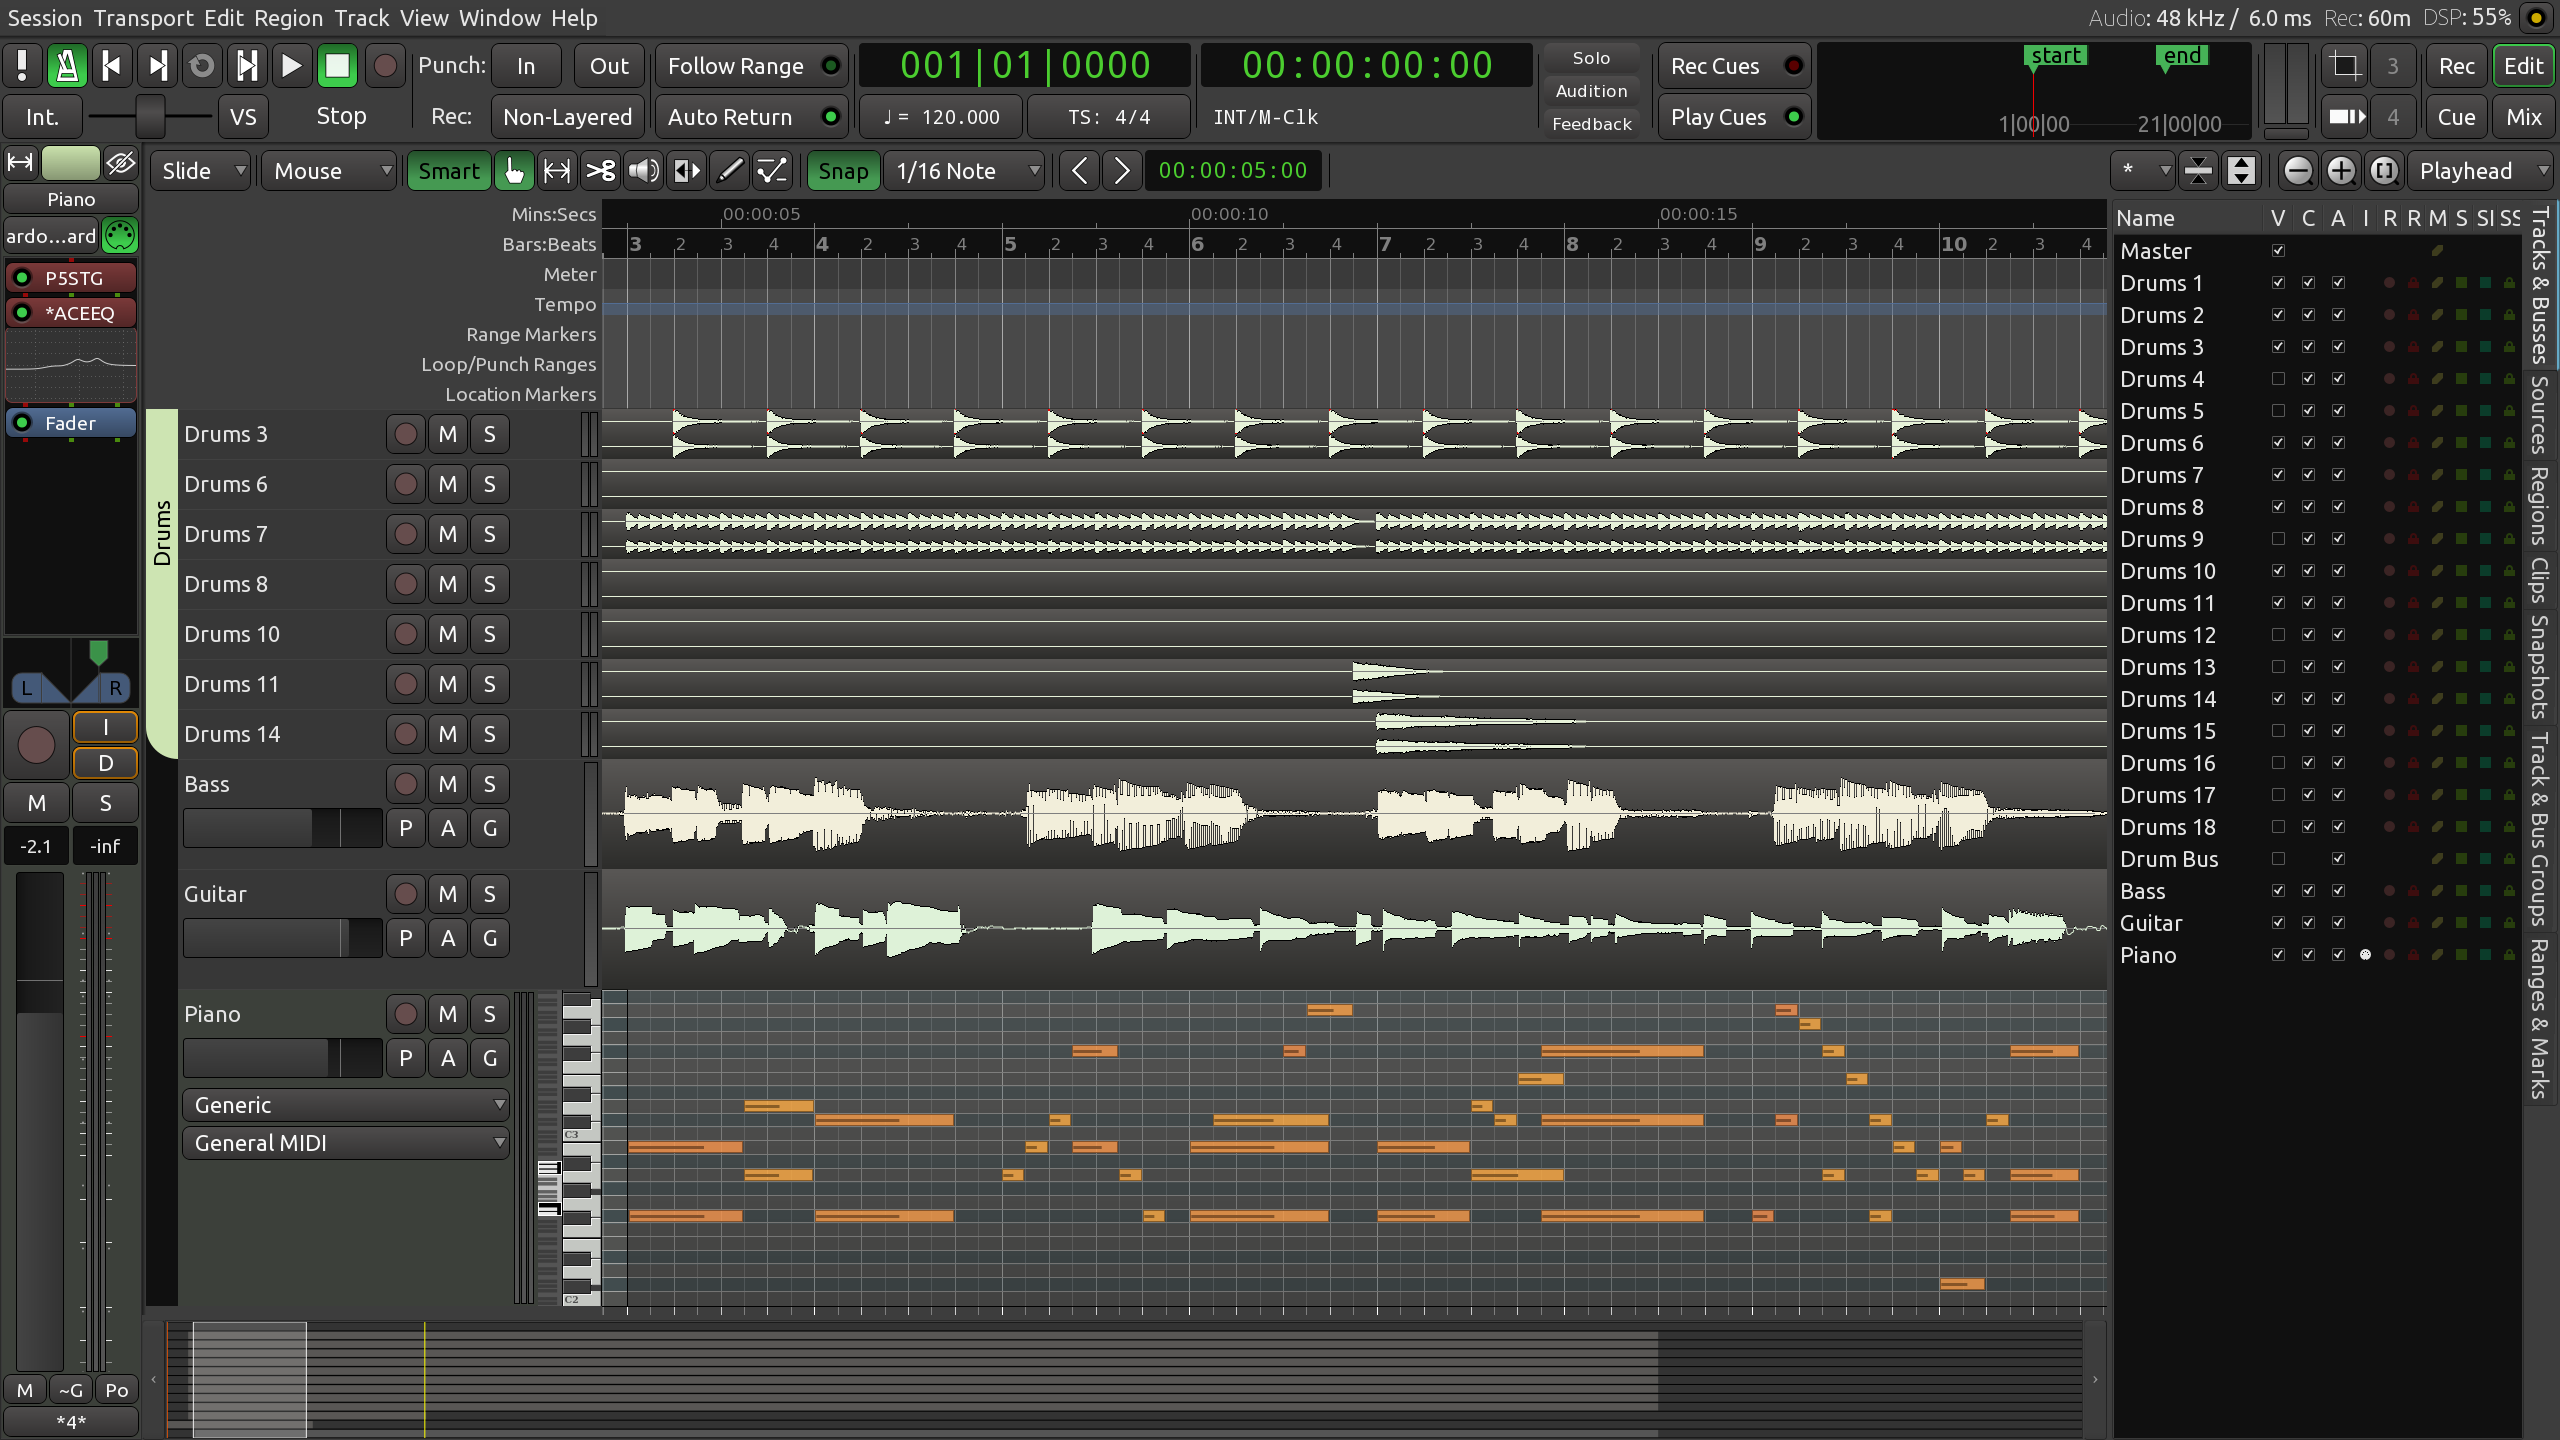 Session Transport Edit Region Track View Window Help
Audio: 48 kHz / 6.0 ms Rec: 60m DSP: 55%
Punch: In Out
Follow Range
001|01|0000
00:00:00:00
Solo
Audition
Feedback
Rec Cues
start end
3
Rec Edit
Int. VS Stop
Rec: Non-Layered
Auto Return
♩ = 120.000
TS: 4/4
INT/M-Clk
Play Cues
1|00|00 21|00|00
4
Cue Mix
Slide Mouse Smart Snap 1/16 Note 00:00:05:00
* Playhead
Piano
ardo...ard
P5STG
*ACEEQ
Fader
L R
I
D
M S
-2.1 -inf
M ~G Po
*4*
Mins:Secs 00:00:05 00:00:10 00:00:15
Bars:Beats 3 2 3 4 4 2 3 4 5 2 3 4 6 2 3 4 7 2 3 4 8 2 3 4 9 2 3 4 10 2 3 4
Meter
Tempo
Range Markers
Loop/Punch Ranges
Location Markers
Drums
Drums 3 M S
Drums 6 M S
Drums 7 M S
Drums 8 M S
Drums 10 M S
Drums 11 M S
Drums 14 M S
Bass M S
P A G
Guitar M S
P A G
Piano M S
P A G
Generic
General MIDI
C3
C2
Name V C A I R R M S SI SS
Master
Drums 1
Drums 2
Drums 3
Drums 4
Drums 5
Drums 6
Drums 7
Drums 8
Drums 9
Drums 10
Drums 11
Drums 12
Drums 13
Drums 14
Drums 15
Drums 16
Drums 17
Drums 18
Drum Bus
Bass
Guitar
Piano
Tracks & Busses
Sources
Regions
Clips
Snapshots
Track & Bus Groups
Ranges & Marks